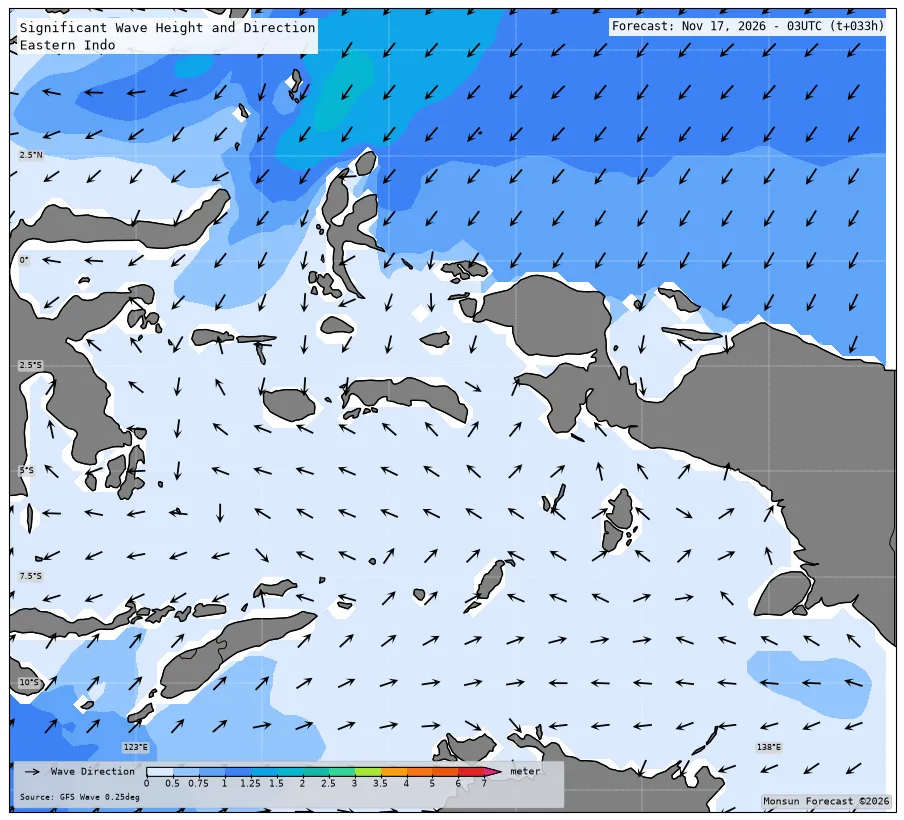 Significant Wave Height and Direction
Eastern Indo
Forecast: Nov 17, 2026 - 03UTC (t+033h)
2.5°N
0°
2.5°S
5°S
7.5°S
10°S
123°E
138°E
Wave Direction
meter
0 0.5 0.75 1 1.25 1.5 2 2.5 3 3.5 4 5 6 7
Source: GFS Wave 0.25deg
Monsun Forecast ©2026